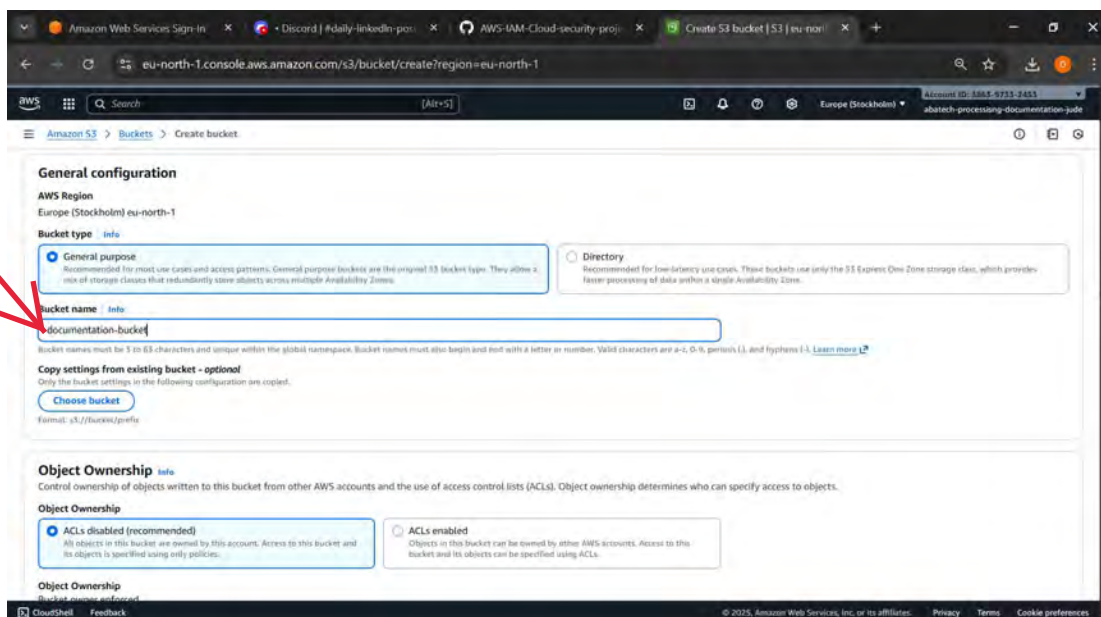 Amazon Web Services Sign-In
• Discord | #daily-linkedin-pos
AWS-IAM-Cloud-security-proje
Create S3 bucket | S3 | eu-nort
eu-north-1.console.aws.amazon.com/s3/bucket/create?region=eu-north-1
aws
Search
[Alt+S]
Europe (Stockholm)
abatech-processisng-documentation-jude
Amazon S3 > Buckets > Create bucket
General configuration
AWS Region
Europe (Stockholm) eu-north-1
Bucket type Info
General purpose
Recommended for most use cases and access patterns. General purpose buckets are the original S3 bucket type. They allow a
mix of storage classes that redundantly store objects across multiple Availability Zones.
Directory
Recommended for low-latency use cases. These buckets use only the S3 Express One Zone storage class, which provides
faster processing of data within a single Availability Zone.
Bucket name Info
documentation-bucket
Bucket names must be 3 to 63 characters and unique within the global namespace. Bucket names must also begin and end with a letter or number. Valid characters are a-z, 0-9, periods (.), and hyphens (-). Learn more
Copy settings from existing bucket - optional
Only the bucket settings in the following configuration are copied.
Choose bucket
Format: s3://bucket/prefix
Object Ownership Info
Control ownership of objects written to this bucket from other AWS accounts and the use of access control lists (ACLs). Object ownership determines who can specify access to objects.
Object Ownership
ACLs disabled (recommended)
All objects in this bucket are owned by this account. Access to this bucket and
its objects is specified using only policies.
ACLs enabled
Objects in this bucket can be owned by other AWS accounts. Access to this
bucket and its objects can be specified using ACLs.
Object Ownership
Bucket owner enforced
CloudShell Feedback
© 2025, Amazon Web Services, Inc. or its affiliates. Privacy Terms Cookie preferences